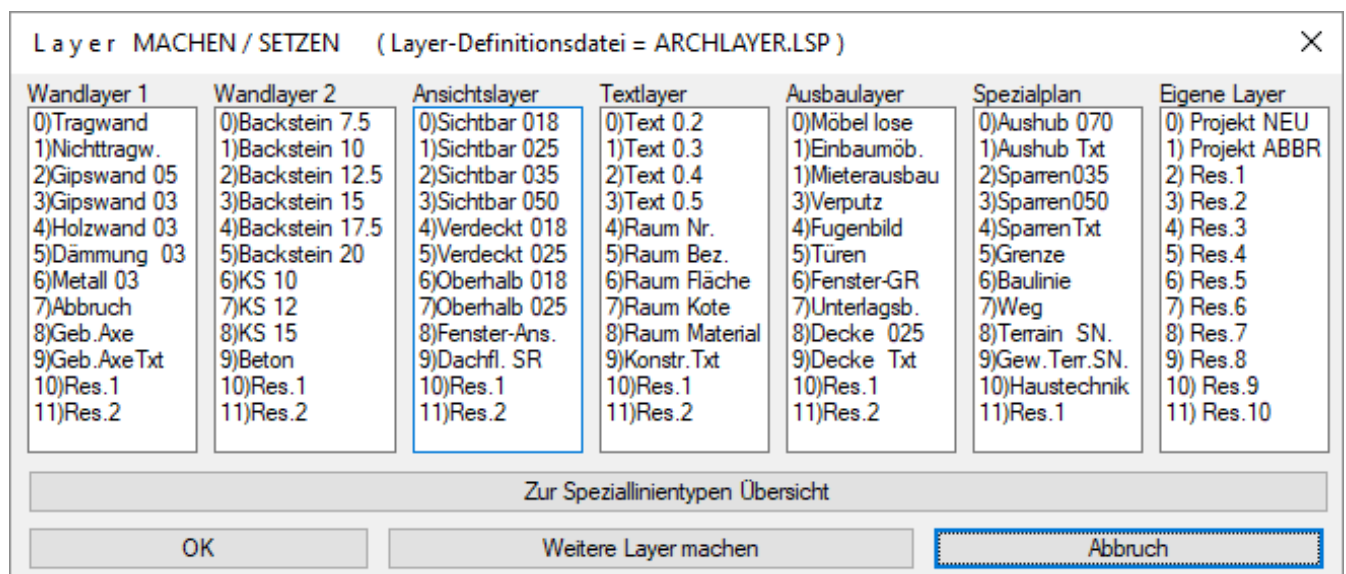 Layer MACHEN / SETZEN ( Layer-Definitionsdatei = ARCHLAYER.LSP )
Wandlayer 1
0)Tragwand
1)Nichttragw.
2)Gipswand 05
3)Gipswand 03
4)Holzwand 03
5)Dämmung 03
6)Metall 03
7)Abbruch
8)Geb.Axe
9)Geb.AxeTxt
10)Res.1
11)Res.2
Wandlayer 2
0)Backstein 7.5
1)Backstein 10
2)Backstein 12.5
3)Backstein 15
4)Backstein 17.5
5)Backstein 20
6)KS 10
7)KS 12
8)KS 15
9)Beton
10)Res.1
11)Res.2
Ansichtslayer
0)Sichtbar 018
1)Sichtbar 025
2)Sichtbar 035
3)Sichtbar 050
4)Verdeckt 018
5)Verdeckt 025
6)Oberhalb 018
7)Oberhalb 025
8)Fenster-Ans.
9)Dachfl. SR
10)Res.1
11)Res.2
Textlayer
0)Text 0.2
1)Text 0.3
2)Text 0.4
3)Text 0.5
4)Raum Nr.
5)Raum Bez.
6)Raum Fläche
7)Raum Kote
8)Raum Material
9)Konstr.Txt
10)Res.1
11)Res.2
Ausbaulayer
0)Möbel lose
1)Einbaumöb.
1)Mieterausbau
3)Verputz
4)Fugenbild
5)Türen
6)Fenster-GR
7)Unterlagsb.
8)Decke 025
9)Decke Txt
10)Res.1
11)Res.2
Spezialplan
0)Aushub 070
1)Aushub Txt
2)Sparren035
3)Sparren050
4)SparrenTxt
5)Grenze
6)Baulinie
7)Weg
8)Terrain SN.
9)Gew.Terr.SN.
10)Haustechnik
11)Res.1
Eigene Layer
0) Projekt NEU
1) Projekt ABBR
2) Res.1
3) Res.2
4) Res.3
5) Res.4
6) Res.5
7) Res.6
8) Res.7
9) Res.8
10) Res.9
11) Res.10
Zur Speziallinientypen Übersicht
OK
Weitere Layer machen
Abbruch